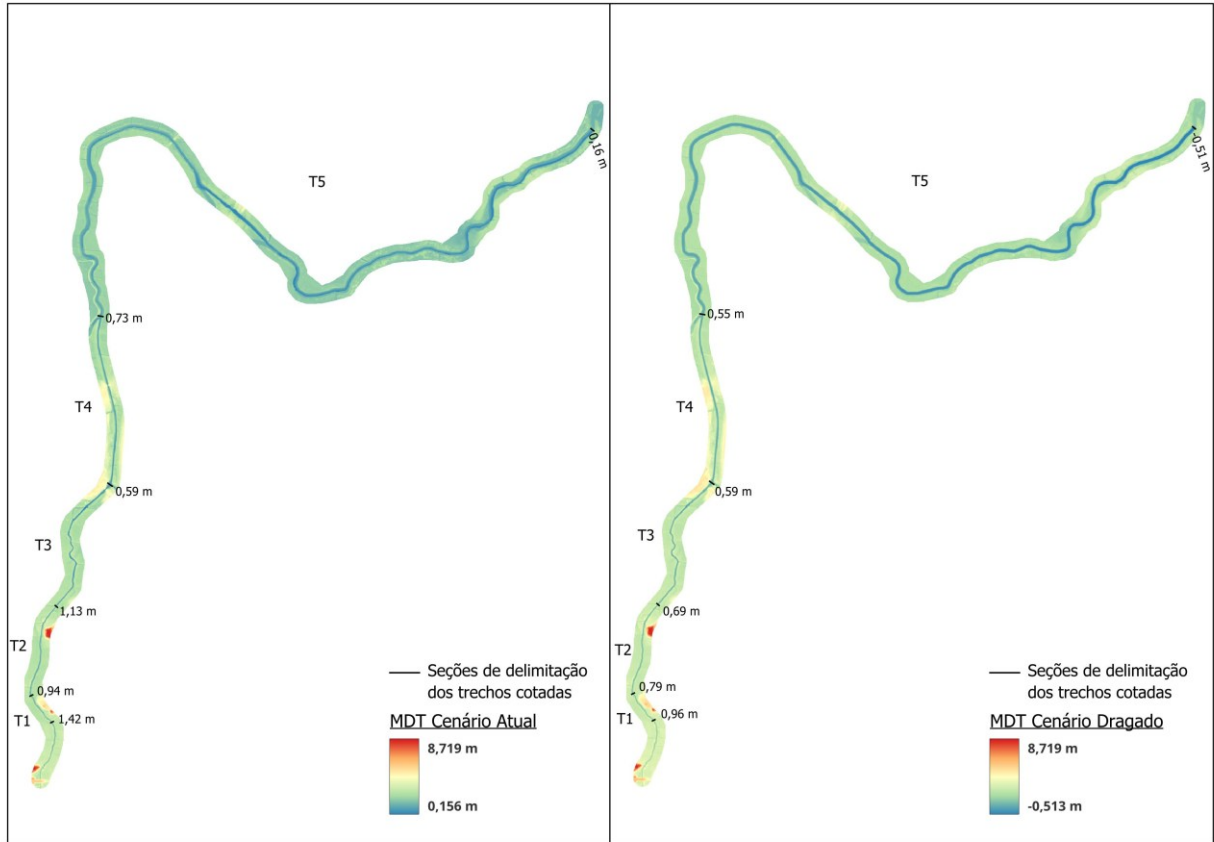 T5
0,16 m
0,73 m
T4
0,59 m
T3
1,13 m
T2
0,94 m
T1
1,42 m
Seções de delimitação
dos trechos cotadas
MDT Cenário Atual
8,719 m
0,156 m
T5
-0,51 m
0,55 m
T4
0,59 m
T3
0,69 m
T2
0,79 m
T1
0,96 m
Seções de delimitação
dos trechos cotadas
MDT Cenário Dragado
8,719 m
-0,513 m